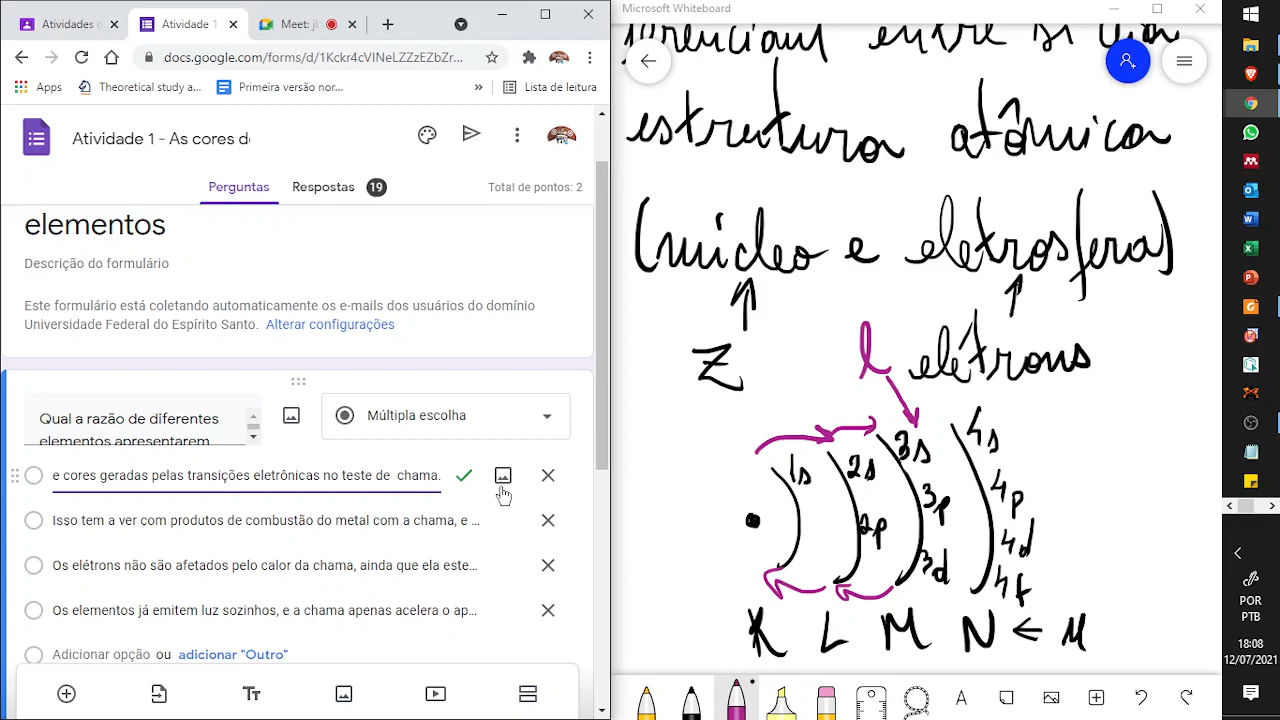 Atividades c
Atividade 1
Meet:
docs.google.com/forms/d/1Kckr4cVINeLZZzEZbr...
Apps
Theoretical study a...
Primeira versão nor...
»
Lista de leitura
Atividade 1 - As cores d
Perguntas
Respostas
19
Total de pontos: 2
elementos
Descrição do formulário
Este formulário está coletando automaticamente os e-mails dos usuários do domínio
Universidade Federal do Espírito Santo. Alterar configurações
Qual a razão de diferentes
elementos apresentarem
Múltipla escolha
e cores geradas pelas transições eletrônicas no teste de chama.
Isso tem a ver com produtos de combustão do metal com a chama, e ...
Os elétrons não são afetados pelo calor da chama, ainda que ela este...
Os elementos já emitem luz sozinhos, e a chama apenas acelera o ap...
Adicionar opção ou adicionar "Outro"
Tт
Microsoft Whiteboard
entre si
estrutura atômica
(núcleo e eletrosfera)
Z
l elétrons
1s 2s 3s 4s
2p 3p 4p
3d 4d
4f
K L M N ← n
A
POR
PTB
18:08
12/07/2021